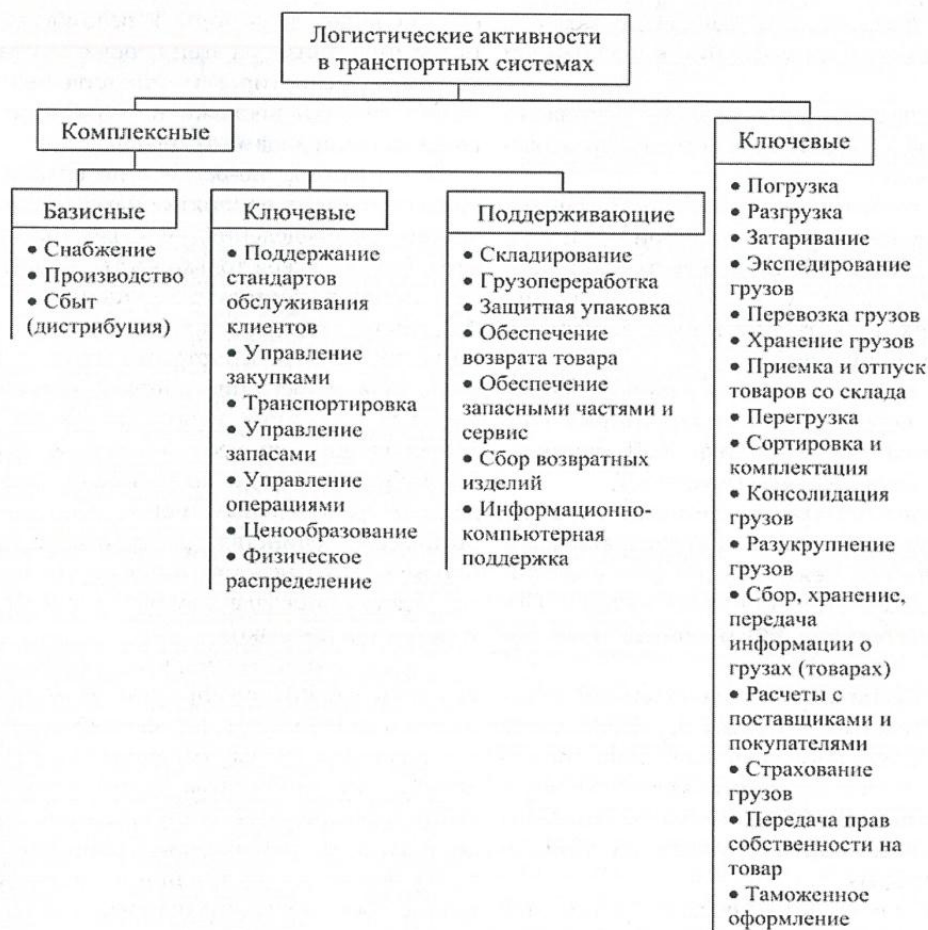 Логистические активности
в транспортных системах
Комплексные
Ключевые
Базисные
• Снабжение
• Производство
• Сбыт
(дистрибуция)
Ключевые
• Поддержание
стандартов
обслуживания
клиентов
• Управление
закупками
• Транспортировка
• Управление
запасами
• Управление
операциями
• Ценообразование
• Физическое
распределение
Поддерживающие
• Складирование
• Грузопереработка
• Защитная упаковка
• Обеспечение
возврата товара
• Обеспечение
запасными частями и
сервис
• Сбор возвратных
изделий
• Информационно-
компьютерная
поддержка
• Погрузка
• Разгрузка
• Затаривание
• Экспедирование
грузов
• Перевозка грузов
• Хранение грузов
• Приемка и отпуск
товаров со склада
• Перегрузка
• Сортировка и
комплектация
• Консолидация
грузов
• Разукрупнение
грузов
• Сбор, хранение,
передача
информации о
грузах (товарах)
• Расчеты с
поставщиками и
покупателями
• Страхование
грузов
• Передача прав
собственности на
товар
• Таможенное
оформление